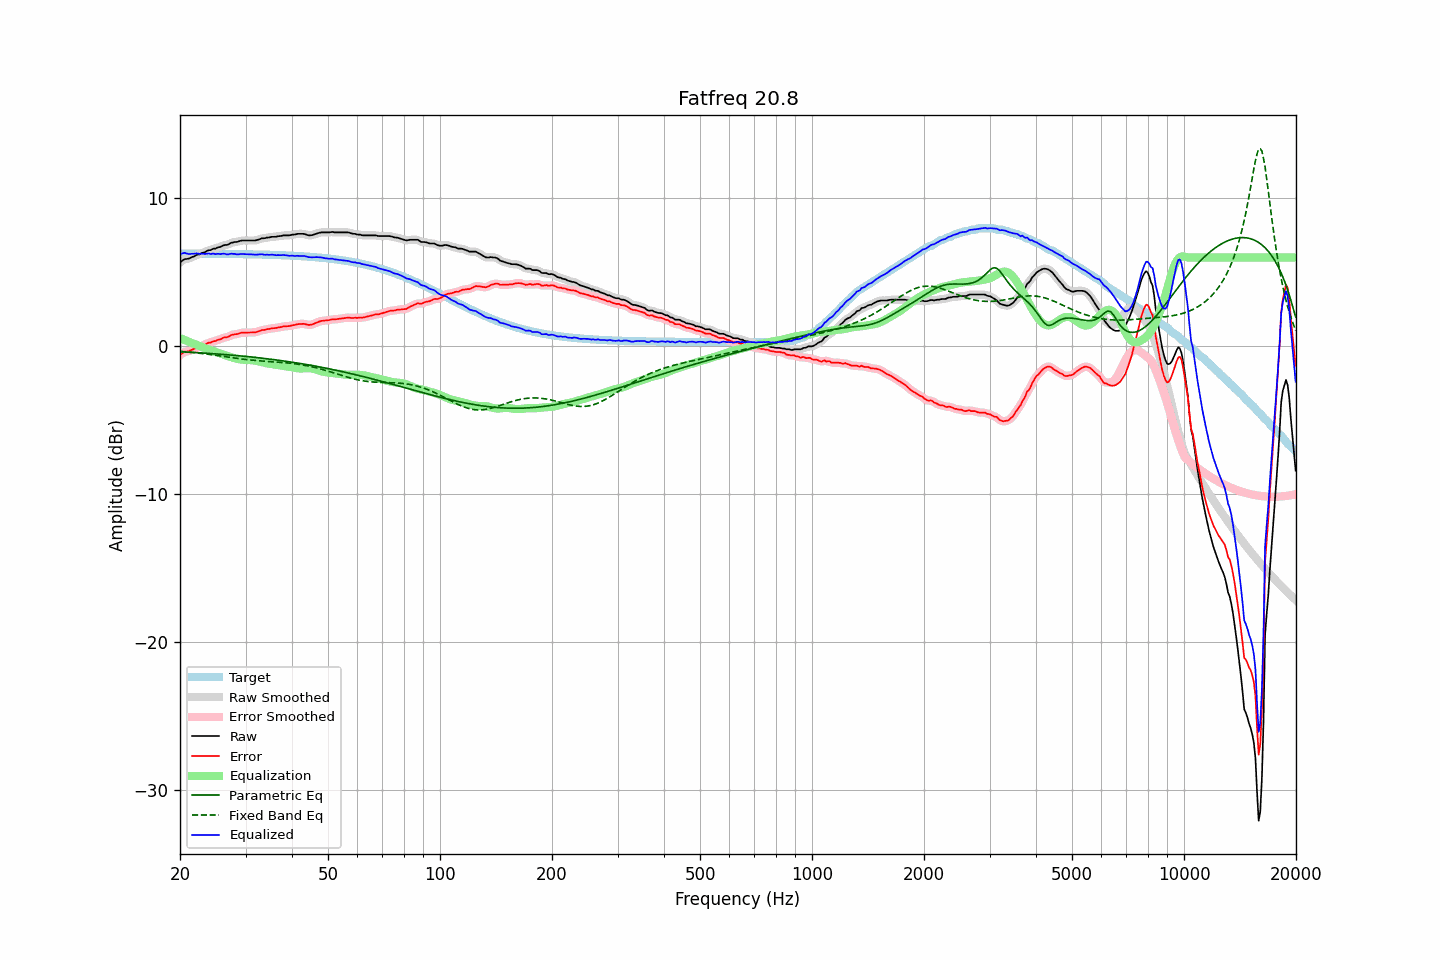 Fatfreq 20.8
10
0
−10
−20
−30
Amplitude (dBr)
Target
Raw Smoothed
Error Smoothed
Raw
Error
Equalization
Parametric Eq
Fixed Band Eq
Equalized
20 50 100 200 500 1000 2000 5000 10000 20000
Frequency (Hz)